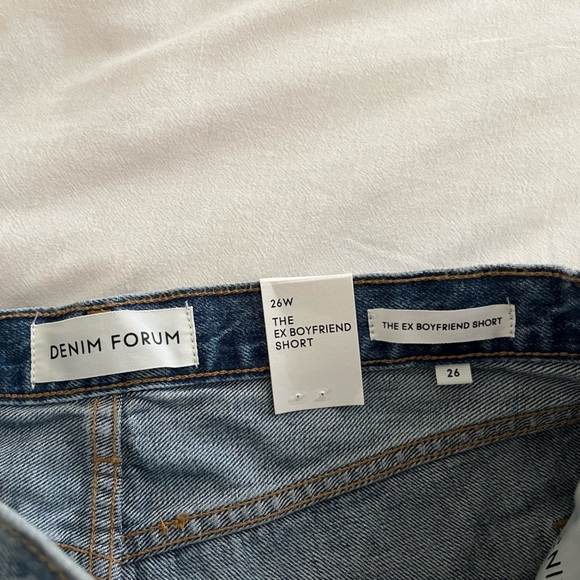 DENIM FORUM
26W
THE
EX BOYFRIEND
SHORT
THE EX BOYFRIEND SHORT
26